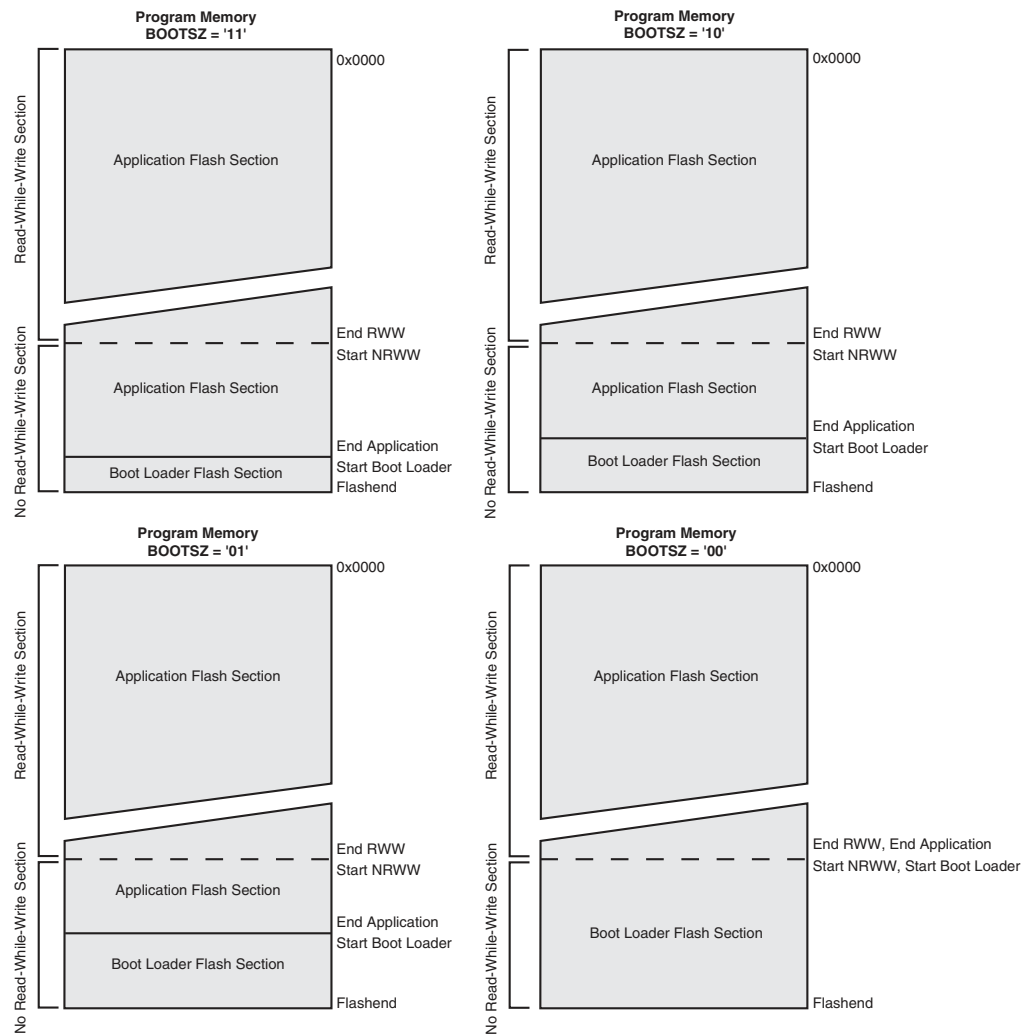 Program Memory
BOOTSZ = '11'
0x0000
Read-While-Write Section
Application Flash Section
End RWW
Start NRWW
No Read-While-Write Section
Application Flash Section
End Application
Start Boot Loader
Boot Loader Flash Section
Flashend
Program Memory
BOOTSZ = '10'
0x0000
Read-While-Write Section
Application Flash Section
End RWW
Start NRWW
No Read-While-Write Section
Application Flash Section
End Application
Start Boot Loader
Boot Loader Flash Section
Flashend
Program Memory
BOOTSZ = '01'
0x0000
Read-While-Write Section
Application Flash Section
End RWW
Start NRWW
No Read-While-Write Section
Application Flash Section
End Application
Start Boot Loader
Boot Loader Flash Section
Flashend
Program Memory
BOOTSZ = '00'
0x0000
Read-While-Write Section
Application Flash Section
End RWW, End Application
Start NRWW, Start Boot Loader
No Read-While-Write Section
Boot Loader Flash Section
Flashend